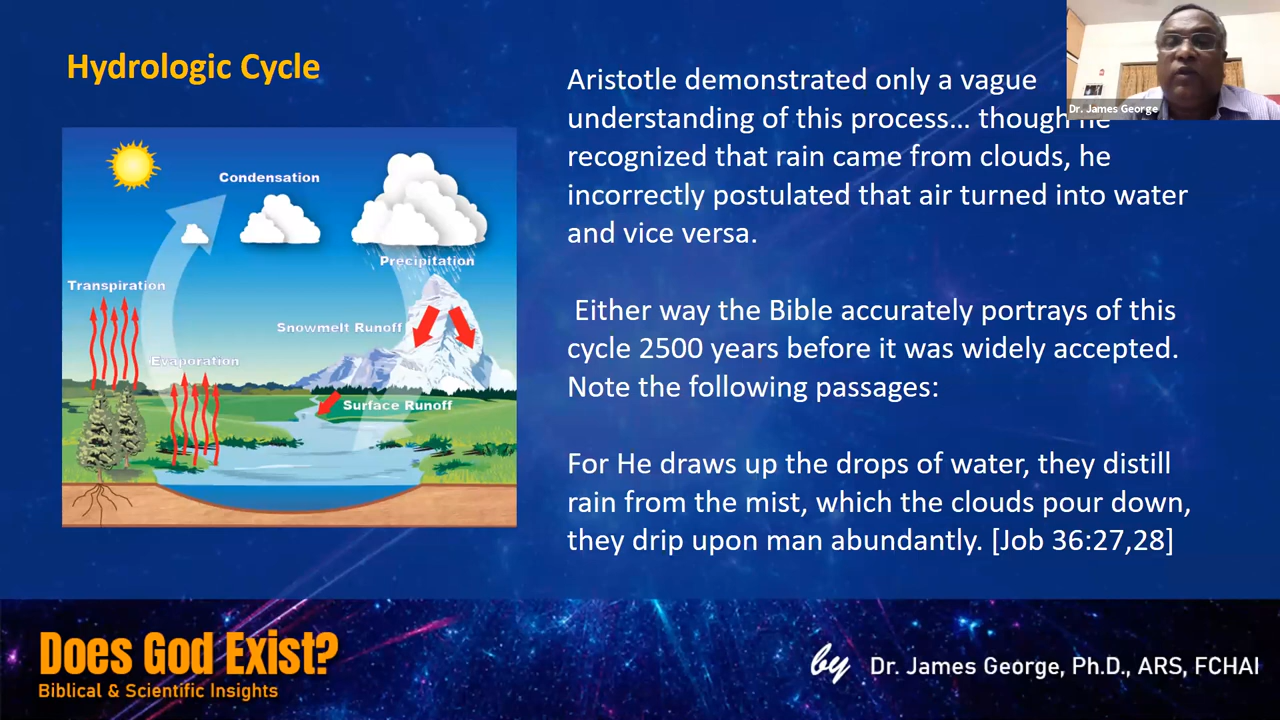 Hydrologic Cycle
Condensation
Precipitation
Transpiration
Snowmelt Runoff
Evaporation
Surface Runoff
Aristotle demonstrated only a vague
understanding of this process... though he
recognized that rain came from clouds, he
incorrectly postulated that air turned into water
and vice versa.
Either way the Bible accurately portrays of this
cycle 2500 years before it was widely accepted.
Note the following passages:
For He draws up the drops of water, they distill
rain from the mist, which the clouds pour down,
they drip upon man abundantly. [Job 36:27,28]
Dr. James George
Does God Exist?
Biblical & Scientific Insights
by Dr. James George, Ph.D., ARS, FCHAI